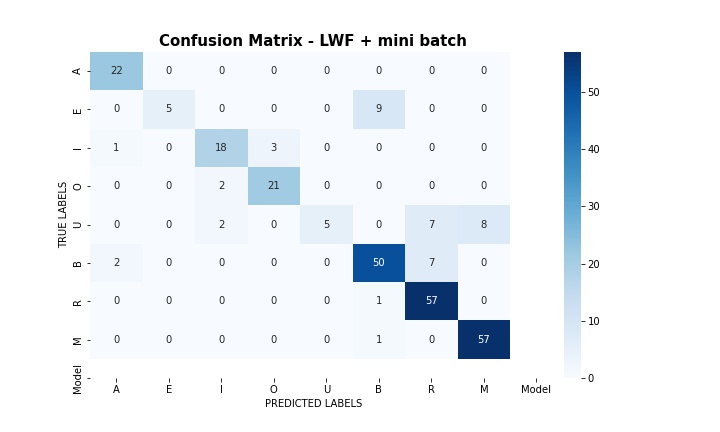 Confusion Matrix - LWF + mini batch
TRUE LABELS
A 22 0 0 0 0 0 0 0
E 0 5 0 0 0 9 0 0
I 1 0 18 3 0 0 0 0
O 0 0 2 21 0 0 0 0
U 0 0 2 0 5 0 7 8
B 2 0 0 0 0 50 7 0
R 0 0 0 0 0 1 57 0
M 0 0 0 0 0 1 0 57
Model
A E I O U B R M Model
PREDICTED LABELS
50
40
30
20
10
0